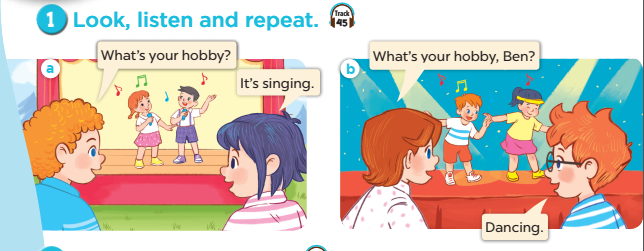 1 Look, listen and repeat. Track 45
a
What's your hobby?
It's singing.
b
What's your hobby, Ben?
Dancing.